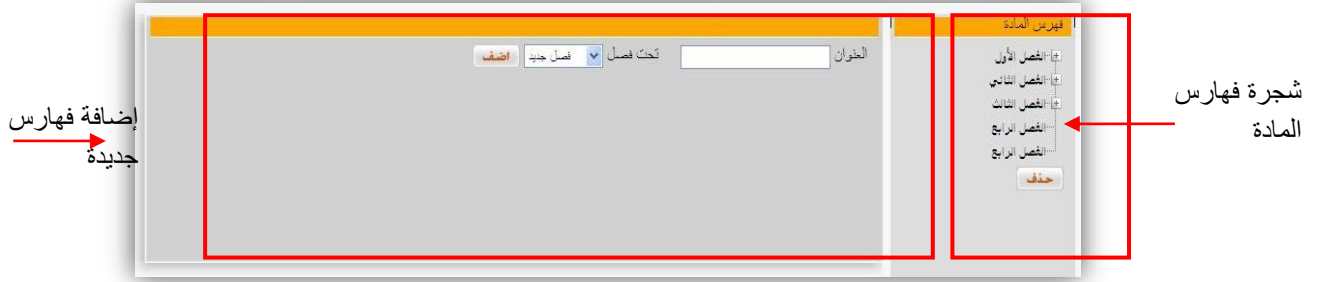 فهرس المادة
الفصل الأول
الفصل الثاني
الفصل الثالث
الفصل الرابع
الفصل الرابع
حذف
العنوان تحت فصل فصل جديد اضف
شجرة فهارس
المادة
إضافة فهارس
جديدة